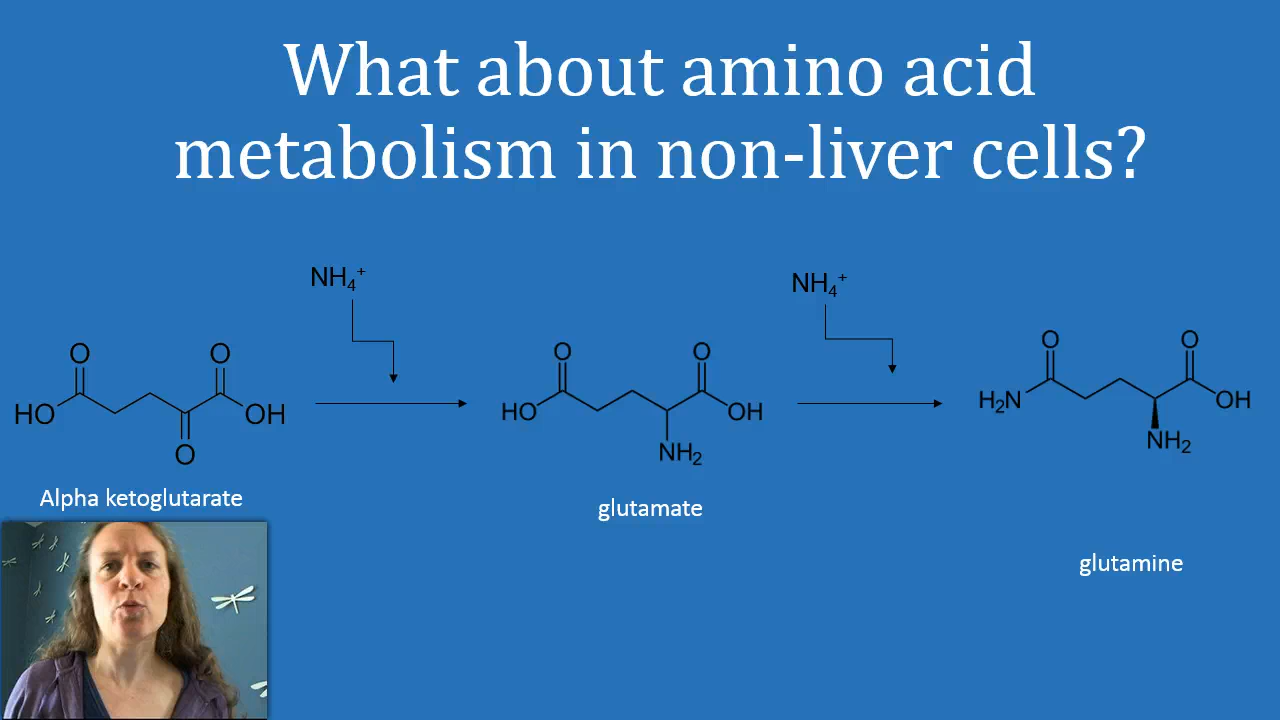 What about amino acid
metabolism in non-liver cells?
NH₄⁺
NH₄⁺
O
O
HO
OH
O
O
O
HO
OH
NH₂
O
O
H₂N
OH
NH₂
Alpha ketoglutarate
glutamate
glutamine